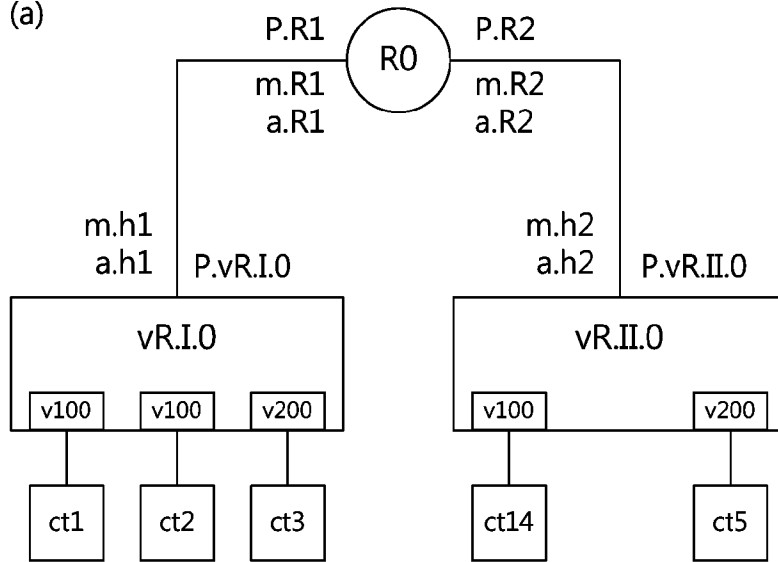 (a)
P.R1
R0
P.R2
m.R1
a.R1
m.R2
a.R2
m.h1
a.h1
P.vR.I.0
m.h2
a.h2
P.vR.II.0
vR.I.0
vR.II.0
v100
v100
v200
v100
v200
ct1
ct2
ct3
ct14
ct5